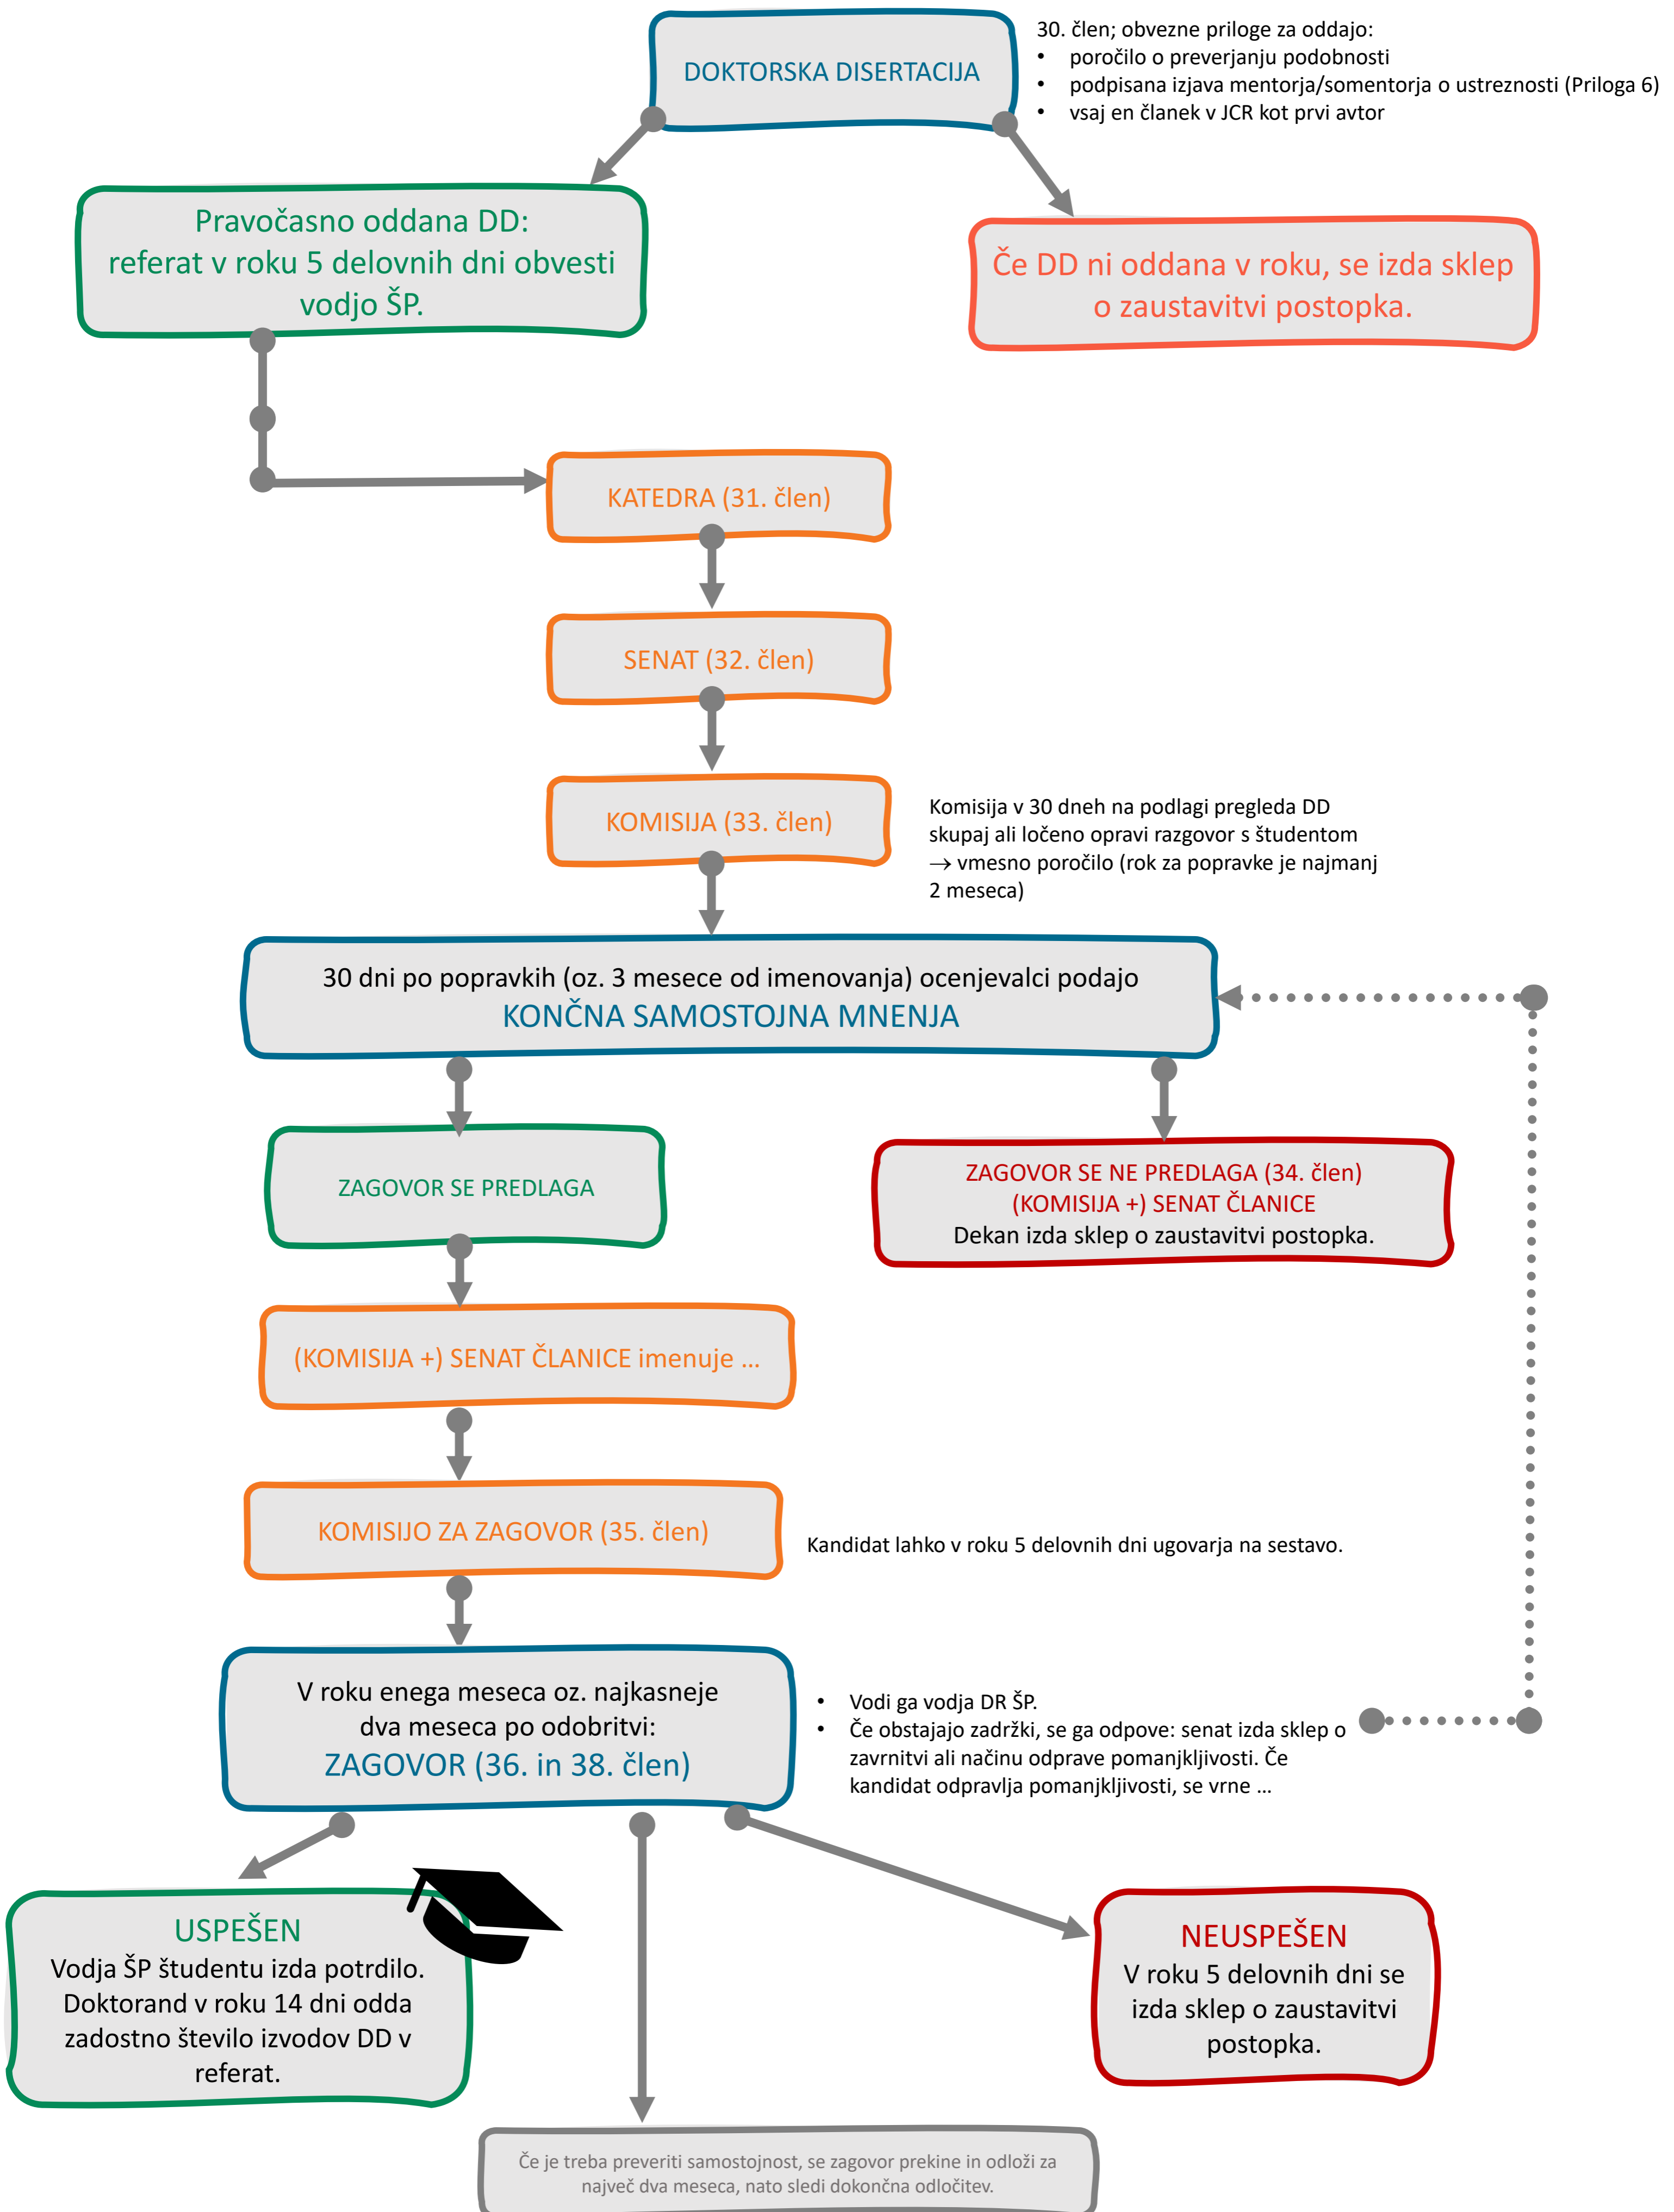 DOKTORSKA DISERTACIJA
30. člen; obvezne priloge za oddajo:
• poročilo o preverjanju podobnosti
• podpisana izjava mentorja/somentorja o ustreznosti (Priloga 6)
• vsaj en članek v JCR kot prvi avtor
Pravočasno oddana DD:
referat v roku 5 delovnih dni obvesti
vodjo ŠP.
Če DD ni oddana v roku, se izda sklep
o zaustavitvi postopka.
KATEDRA (31. člen)
SENAT (32. člen)
KOMISIJA (33. člen)
Komisija v 30 dneh na podlagi pregleda DD
skupaj ali ločeno opravi razgovor s študentom
→ vmesno poročilo (rok za popravke je najmanj
2 meseca)
30 dni po popravkih (oz. 3 mesece od imenovanja) ocenjevalci podajo
KONČNA SAMOSTOJNA MNENJA
ZAGOVOR SE PREDLAGA
ZAGOVOR SE NE PREDLAGA (34. člen)
(KOMISIJA +) SENAT ČLANICE
Dekan izda sklep o zaustavitvi postopka.
(KOMISIJA +) SENAT ČLANICE imenuje …
KOMISIJO ZA ZAGOVOR (35. člen)
Kandidat lahko v roku 5 delovnih dni ugovarja na sestavo.
V roku enega meseca oz. najkasneje
dva meseca po odobritvi:
ZAGOVOR (36. in 38. člen)
• Vodi ga vodja DR ŠP.
• Če obstajajo zadržki, se ga odpove: senat izda sklep o
zavrnitvi ali načinu odprave pomanjkljivosti. Če
kandidat odpravlja pomanjkljivosti, se vrne …
USPEŠEN
Vodja ŠP študentu izda potrdilo.
Doktorand v roku 14 dni odda
zadostno število izvodov DD v
referat.
NEUSPEŠEN
V roku 5 delovnih dni se
izda sklep o zaustavitvi
postopka.
Če je treba preveriti samostojnost, se zagovor prekine in odloži za
največ dva meseca, nato sledi dokončna odločitev.